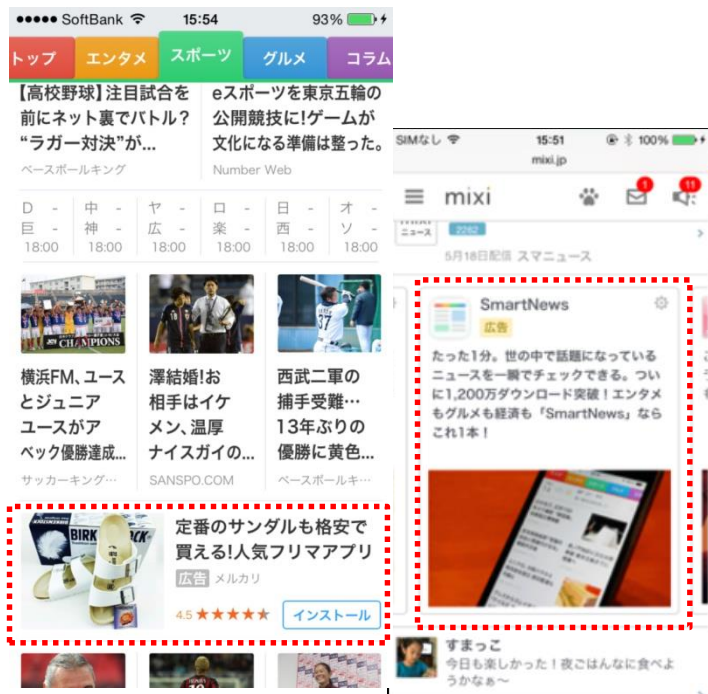 SoftBank 15:54 93%
トップ エンタメ スポーツ グルメ コラム
【高校野球】注目試合を
前にネット裏でバトル?
“ラガー対決”が...
ベースボールキング
eスポーツを東京五輪の
公開競技に!ゲームが
文化になる準備は整った。
Number Web
D - 中 - ヤ - ロ - 日 - オ -
巨 - 神 - 広 - 楽 - 西 - ソ -
18:00 18:00 18:00 18:00 18:00 18:00
CHAMPIONS
37
横浜FM、ユース
とジュニア
ユースがア
ベック優勝達成...
サッカーキング…
澤結婚!お
相手はイケ
メン、温厚
ナイスガイの...
SANSPO.COM
西武二軍の
捕手受難…
13年ぶりの
優勝に黄色...
ベースボールキ…
BIRK
定番のサンダルも格安で
買える!人気フリマアプリ
広告 メルカリ
4.5 インストール
SIMなし 15:51 100%
mixi.jp
mixi 1 11
ニュース 2262
5月18日配信 スマニュース
SmartNews
広告
たった1分。世の中で話題になっている
ニュースを一瞬でチェックできる。つい
に1,200万ダウンロード突破!エンタメ
もグルメも経済も「SmartNews」なら
これ1本!
すまっこ
今日も楽しかった!夜ごはんなに食べよ
うかなぁ〜